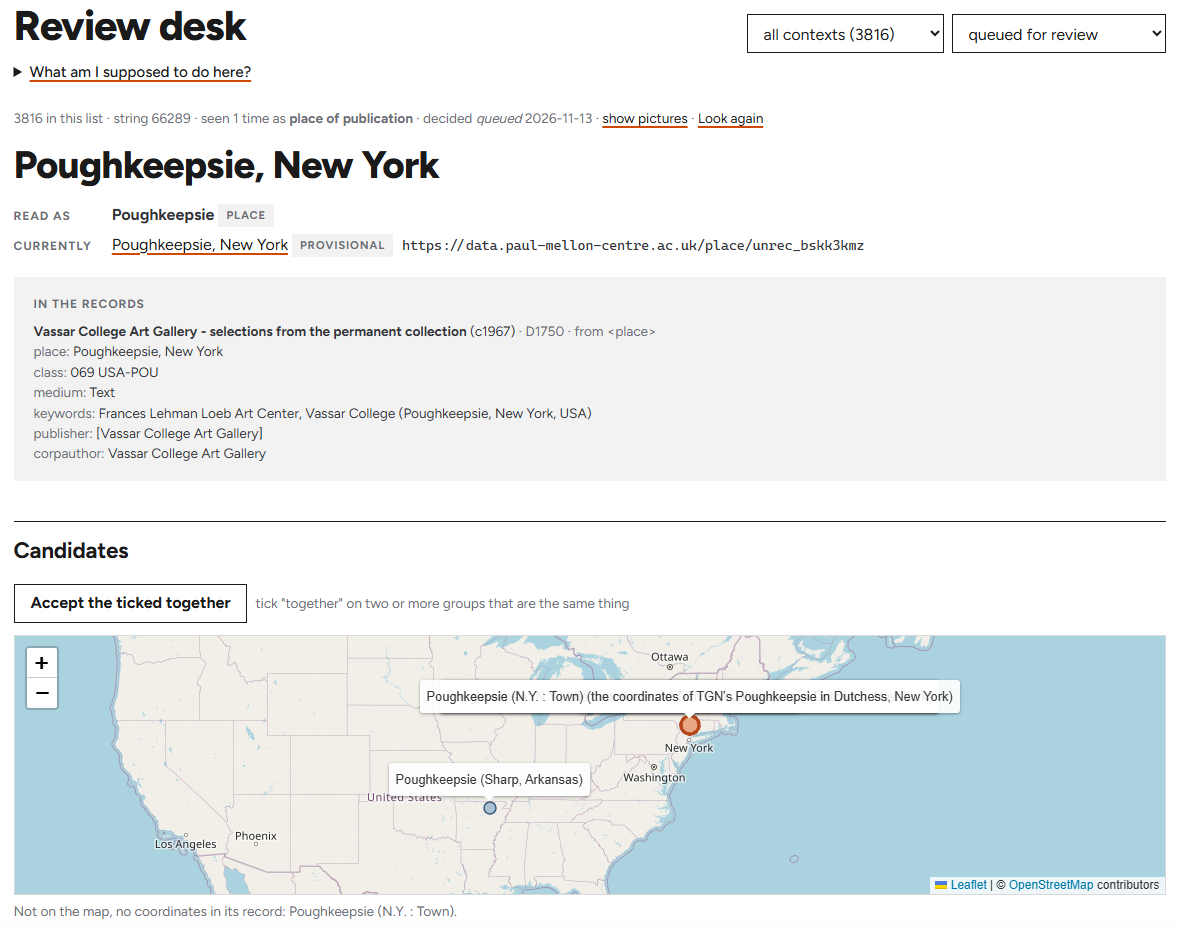 Review desk
all contexts (3816)
queued for review
What am I supposed to do here?
3816 in this list · string 66289 · seen 1 time as place of publication · decided queued 2026-11-13 · show pictures · Look again
Poughkeepsie, New York
READ AS Poughkeepsie PLACE
CURRENTLY Poughkeepsie, New York PROVISIONAL https://data.paul-mellon-centre.ac.uk/place/unrec_bskk3kmz
IN THE RECORDS
Vassar College Art Gallery - selections from the permanent collection (c1967) · D1750 · from <place>
place: Poughkeepsie, New York
class: 069 USA-POU
medium: Text
keywords: Frances Lehman Loeb Art Center, Vassar College (Poughkeepsie, New York, USA)
publisher: [Vassar College Art Gallery]
corpauthor: Vassar College Art Gallery
Candidates
Accept the ticked together tick "together" on two or more groups that are the same thing
+
−
Ottawa
Poughkeepsie (N.Y. : Town) (the coordinates of TGN's Poughkeepsie in Dutchess, New York)
New York
Washington
Poughkeepsie (Sharp, Arkansas)
United States
Phoenix
Los Angeles
Leaflet | © OpenStreetMap contributors
Not on the map, no coordinates in its record: Poughkeepsie (N.Y. : Town).